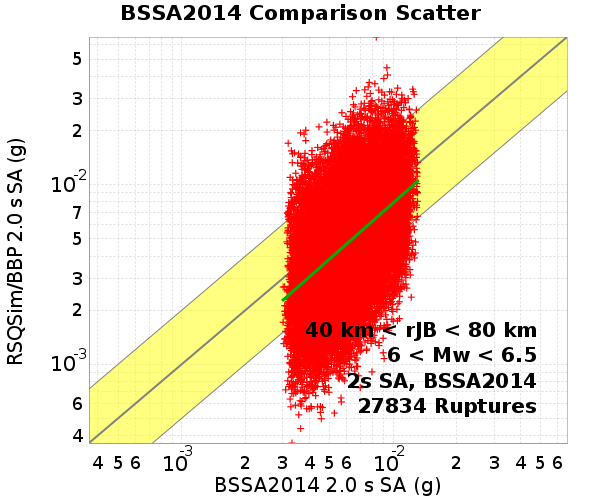 BSSA2014 Comparison Scatter
RSQSim/BBP 2.0 s SA (g)
5
3
2
10-2
7
5
3
2
10-3
6
4
40 km < rJB < 80 km
6 < Mw < 6.5
2s SA, BSSA2014
27834 Ruptures
4 5 6 10-3 2 3 4 5 6 10-2 2 3 4 5 6
BSSA2014 2.0 s SA (g)